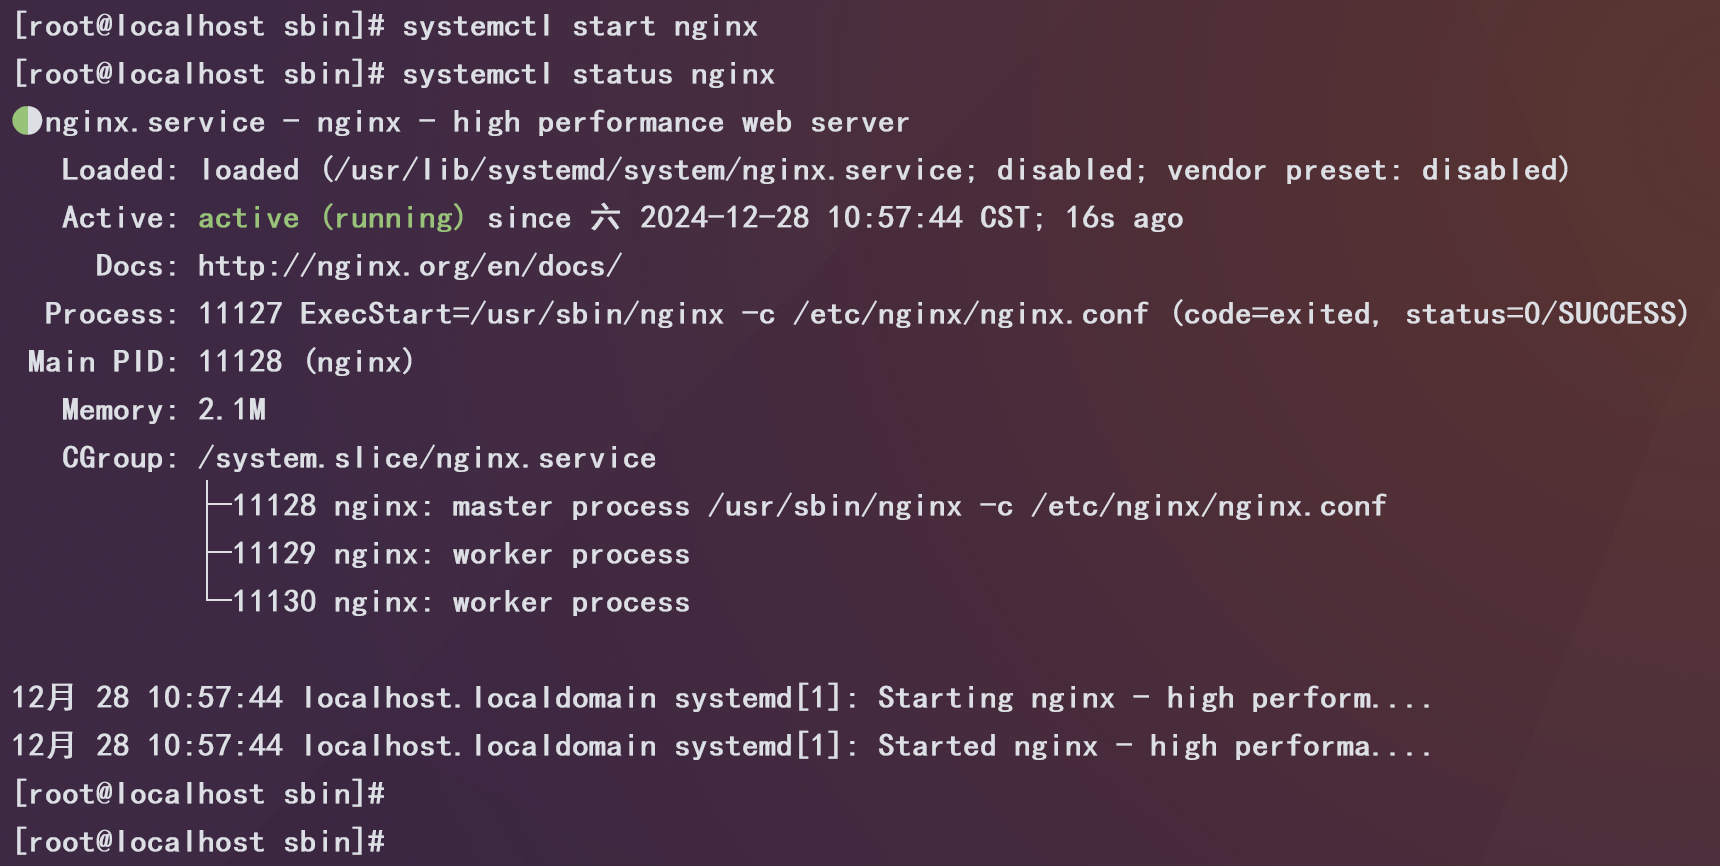 [root@localhost sbin]# systemctl start nginx
[root@localhost sbin]# systemctl status nginx
nginx.service - nginx - high performance web server
Loaded: loaded (/usr/lib/systemd/system/nginx.service; disabled; vendor preset: disabled)
Active: active (running) since 六 2024-12-28 10:57:44 CST; 16s ago
Docs: http://nginx.org/en/docs/
Process: 11127 ExecStart=/usr/sbin/nginx -c /etc/nginx/nginx.conf (code=exited, status=0/SUCCESS)
Main PID: 11128 (nginx)
Memory: 2.1M
CGroup: /system.slice/nginx.service
├─11128 nginx: master process /usr/sbin/nginx -c /etc/nginx/nginx.conf
├─11129 nginx: worker process
└─11130 nginx: worker process
12月 28 10:57:44 localhost.localdomain systemd[1]: Starting nginx - high perform....
12月 28 10:57:44 localhost.localdomain systemd[1]: Started nginx - high performa....
[root@localhost sbin]#
[root@localhost sbin]#